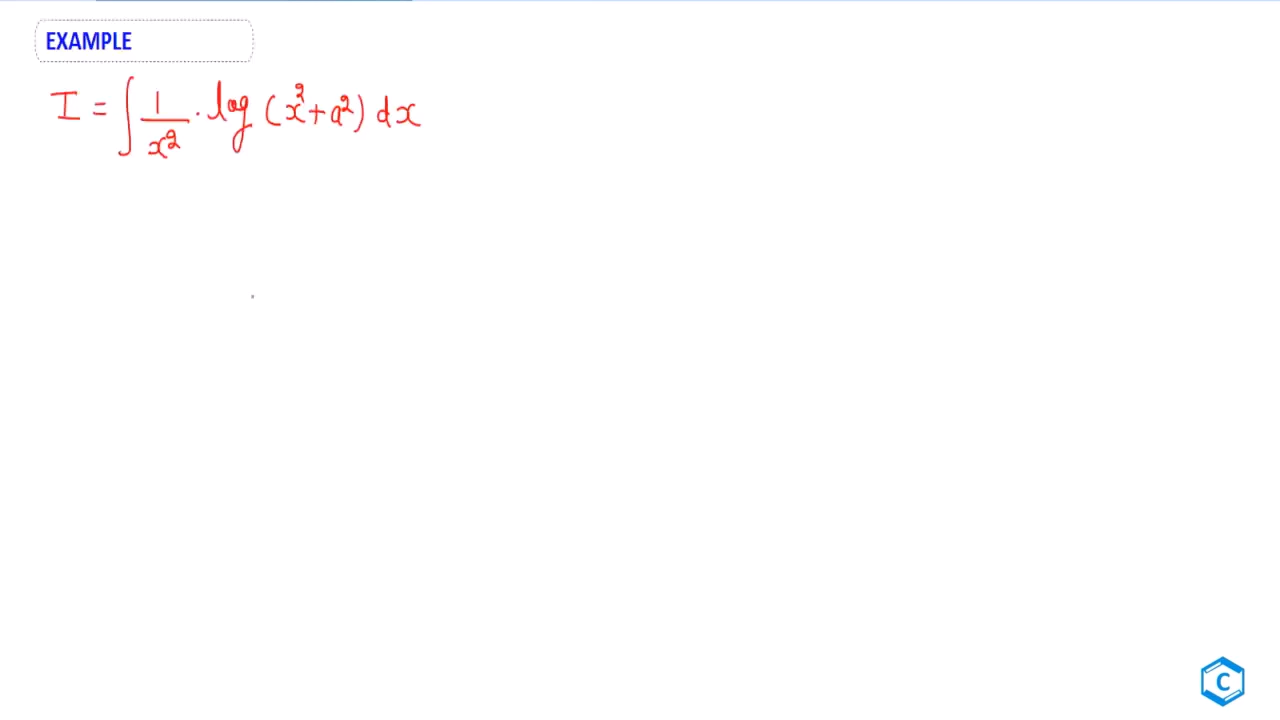 EXAMPLE
I = ∫ 1/x² · log (x² + a²) dx
C